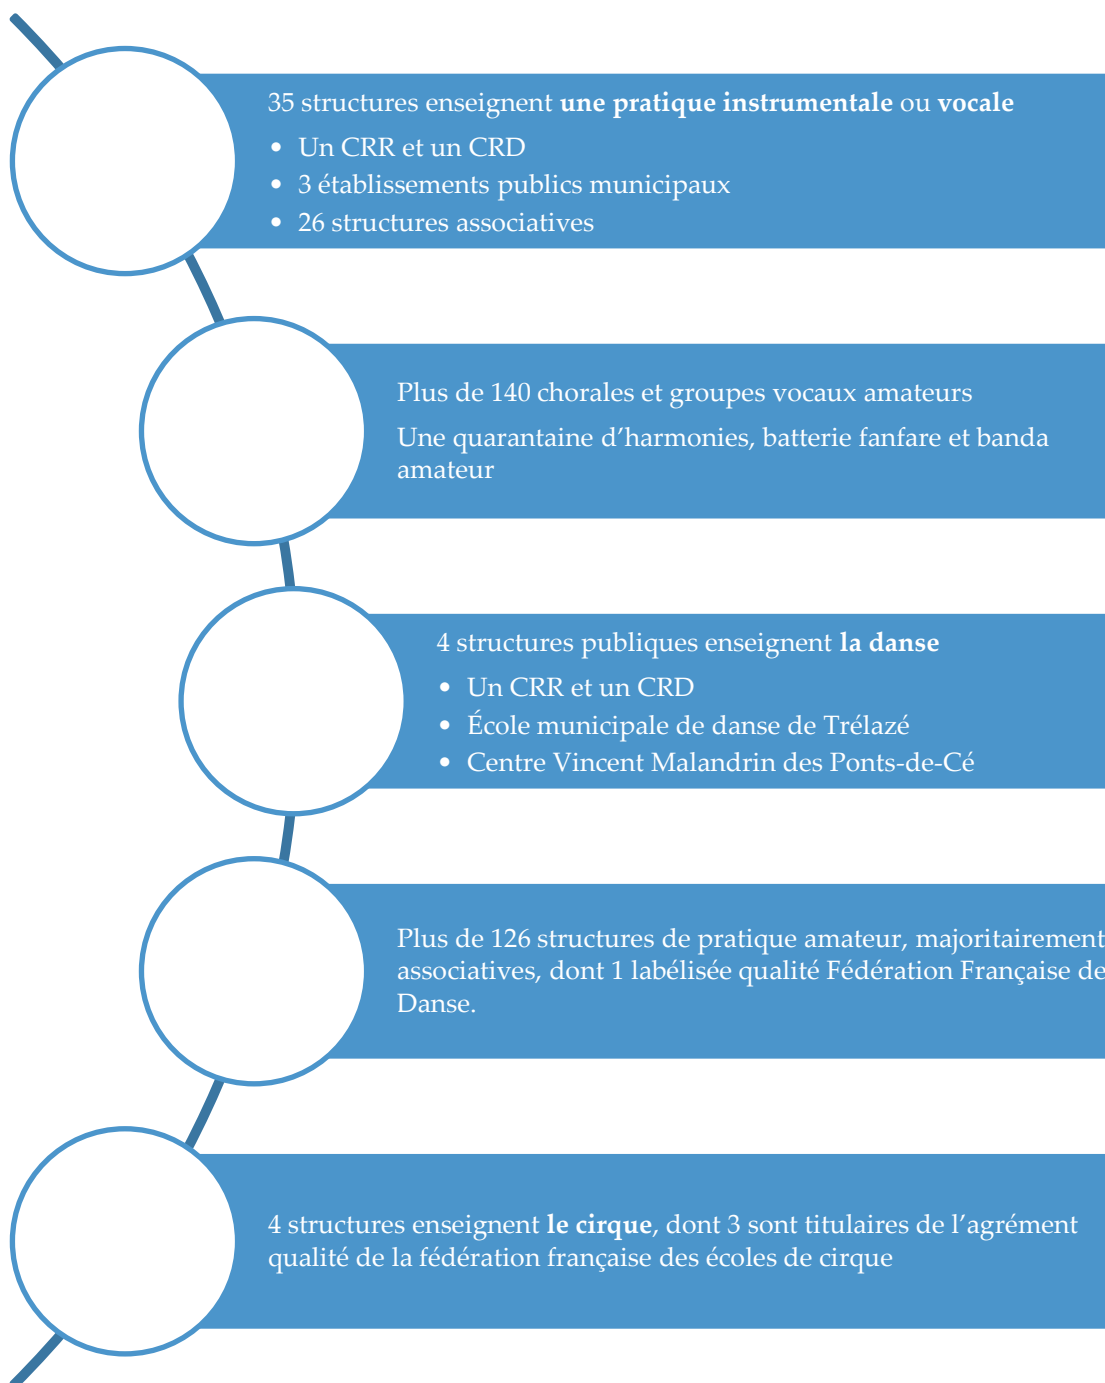 35 structures enseignent une pratique instrumentale ou vocale
• Un CRR et un CRD
• 3 établissements publics municipaux
• 26 structures associatives
Plus de 140 chorales et groupes vocaux amateurs
Une quarantaine d’harmonies, batterie fanfare et banda
amateur
4 structures publiques enseignent la danse
• Un CRR et un CRD
• École municipale de danse de Trélazé
• Centre Vincent Malandrin des Ponts-de-Cé
Plus de 126 structures de pratique amateur, majoritairement
associatives, dont 1 labélisée qualité Fédération Française de
Danse.
4 structures enseignent le cirque, dont 3 sont titulaires de l’agrément
qualité de la fédération française des écoles de cirque